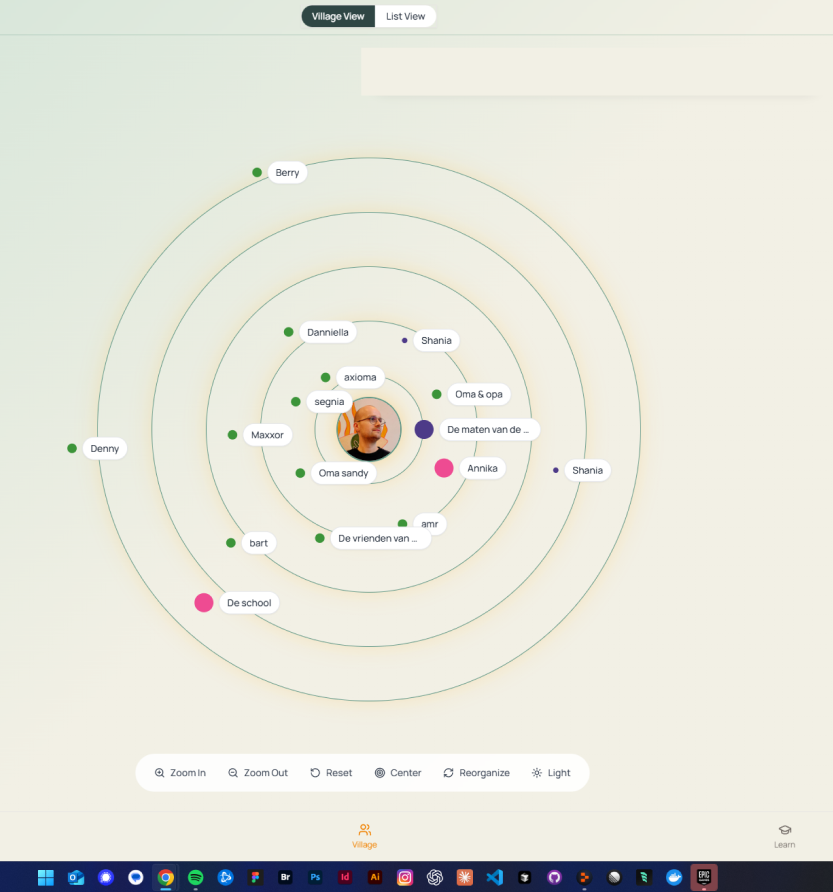 Village View
List View
Berry
Danniella
Shania
axioma
segnia
Oma & opa
De maten van de ...
Maxxor
Denny
Annika
Shania
Oma sandy
amr
De vrienden van ...
bart
De school
Zoom In
Zoom Out
Reset
Center
Reorganize
Light
Village
Learn
Br
Ps
Id
Ai
EPIC